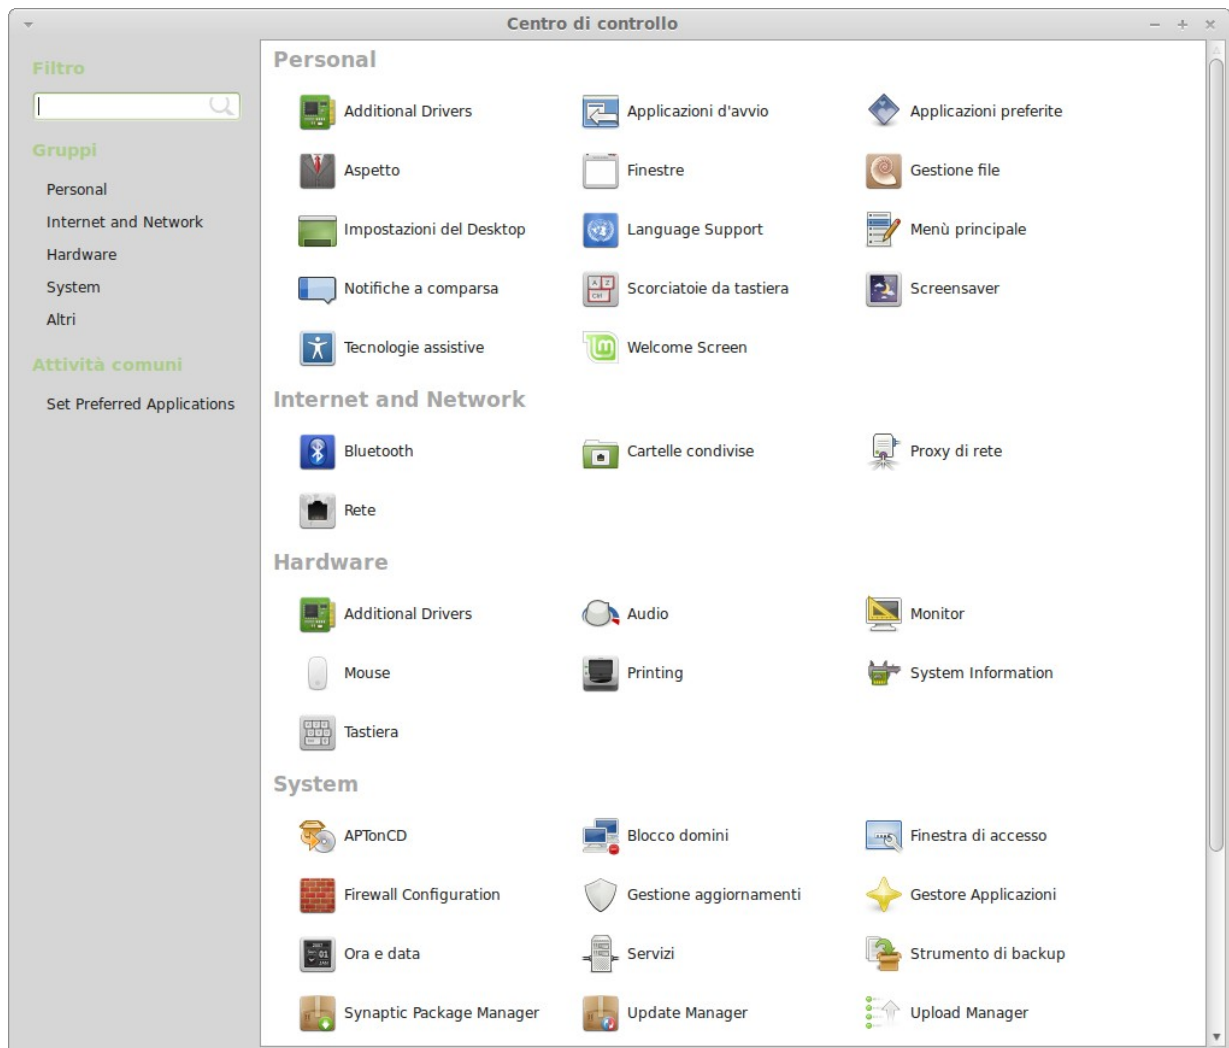 Centro di controllo
Filtro
Gruppi
Personal
Internet and Network
Hardware
System
Altri
Attività comuni
Set Preferred Applications
Personal
Additional Drivers
Applicazioni d'avvio
Applicazioni preferite
Aspetto
Finestre
Gestione file
Impostazioni del Desktop
Language Support
Menù principale
Notifiche a comparsa
Scorciatoie da tastiera
Screensaver
Tecnologie assistive
Welcome Screen
Internet and Network
Bluetooth
Cartelle condivise
Proxy di rete
Rete
Hardware
Additional Drivers
Audio
Monitor
Mouse
Printing
System Information
Tastiera
System
APTonCD
Blocco domini
Finestra di accesso
Firewall Configuration
Gestione aggiornamenti
Gestore Applicazioni
Ora e data
Servizi
Strumento di backup
Synaptic Package Manager
Update Manager
Upload Manager